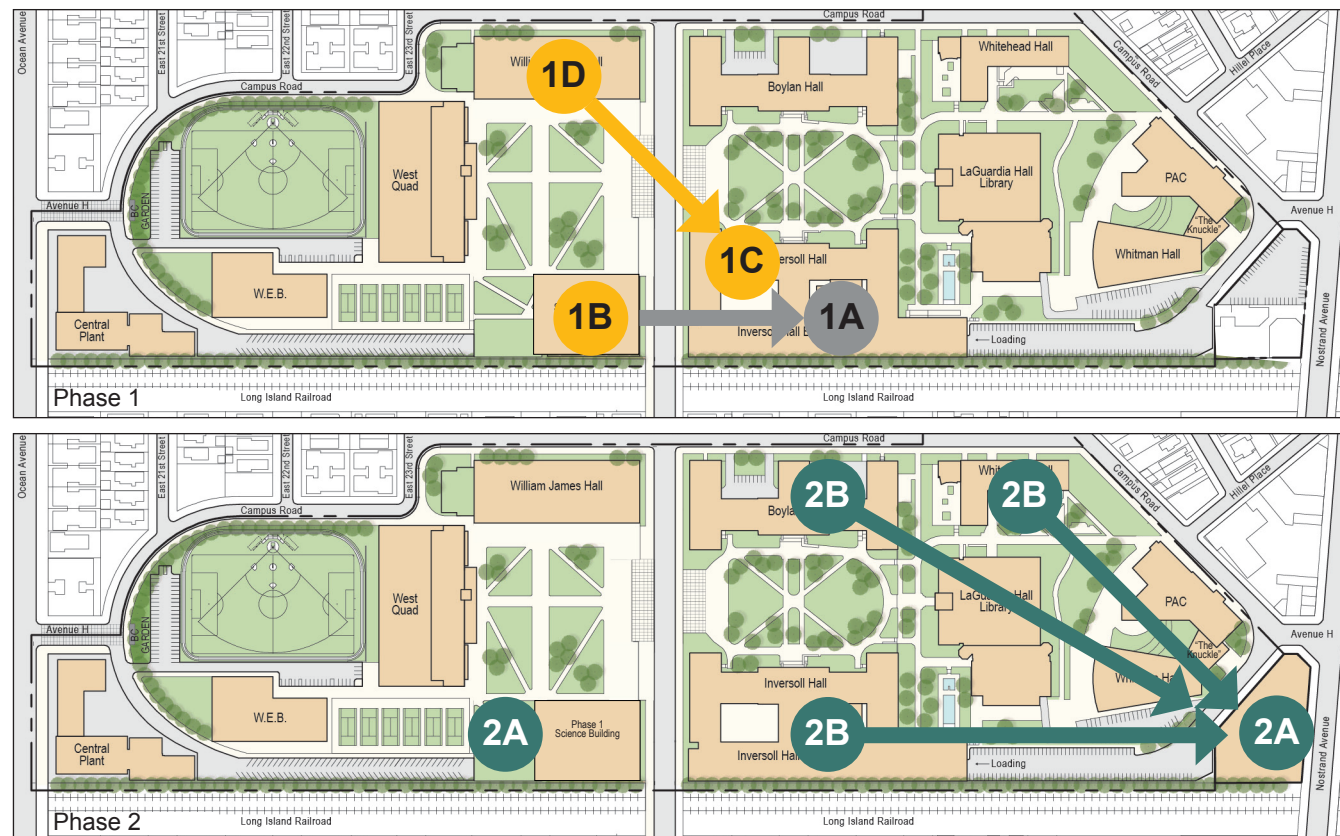 Campus Road
Ocean Avenue
East 21st Street
East 22nd Street
East 23rd Street
Campus Road
Hillel Place
Whitehead Hall
1D
Boylan Hall
Campus Road
West
Quad
LaGuardia Hall
Library
PAC
Avenue H
BC
GARDEN
Avenue H
"The
Knuckle"
1C
ersoll Hall
Whitman Hall
W.E.B.
1B
1A
Central
Plant
Loading
Nostrand Avenue
Phase 1
Long Island Railroad
Long Island Railroad
Campus Road
Ocean Avenue
East 21st Street
East 22nd Street
East 23rd Street
Campus Road
Hillel Place
William James Hall
2B
2B
Campus Road
West
Quad
LaGuardia Hall
Library
PAC
Avenue H
BC
GARDEN
Avenue H
"The
Knuckle"
Inversoll Hall
W.E.B.
2A
Phase 1
Science Building
2B
2A
Central
Plant
Inversoll Hall
Loading
Nostrand Avenue
Phase 2
Long Island Railroad
Long Island Railroad